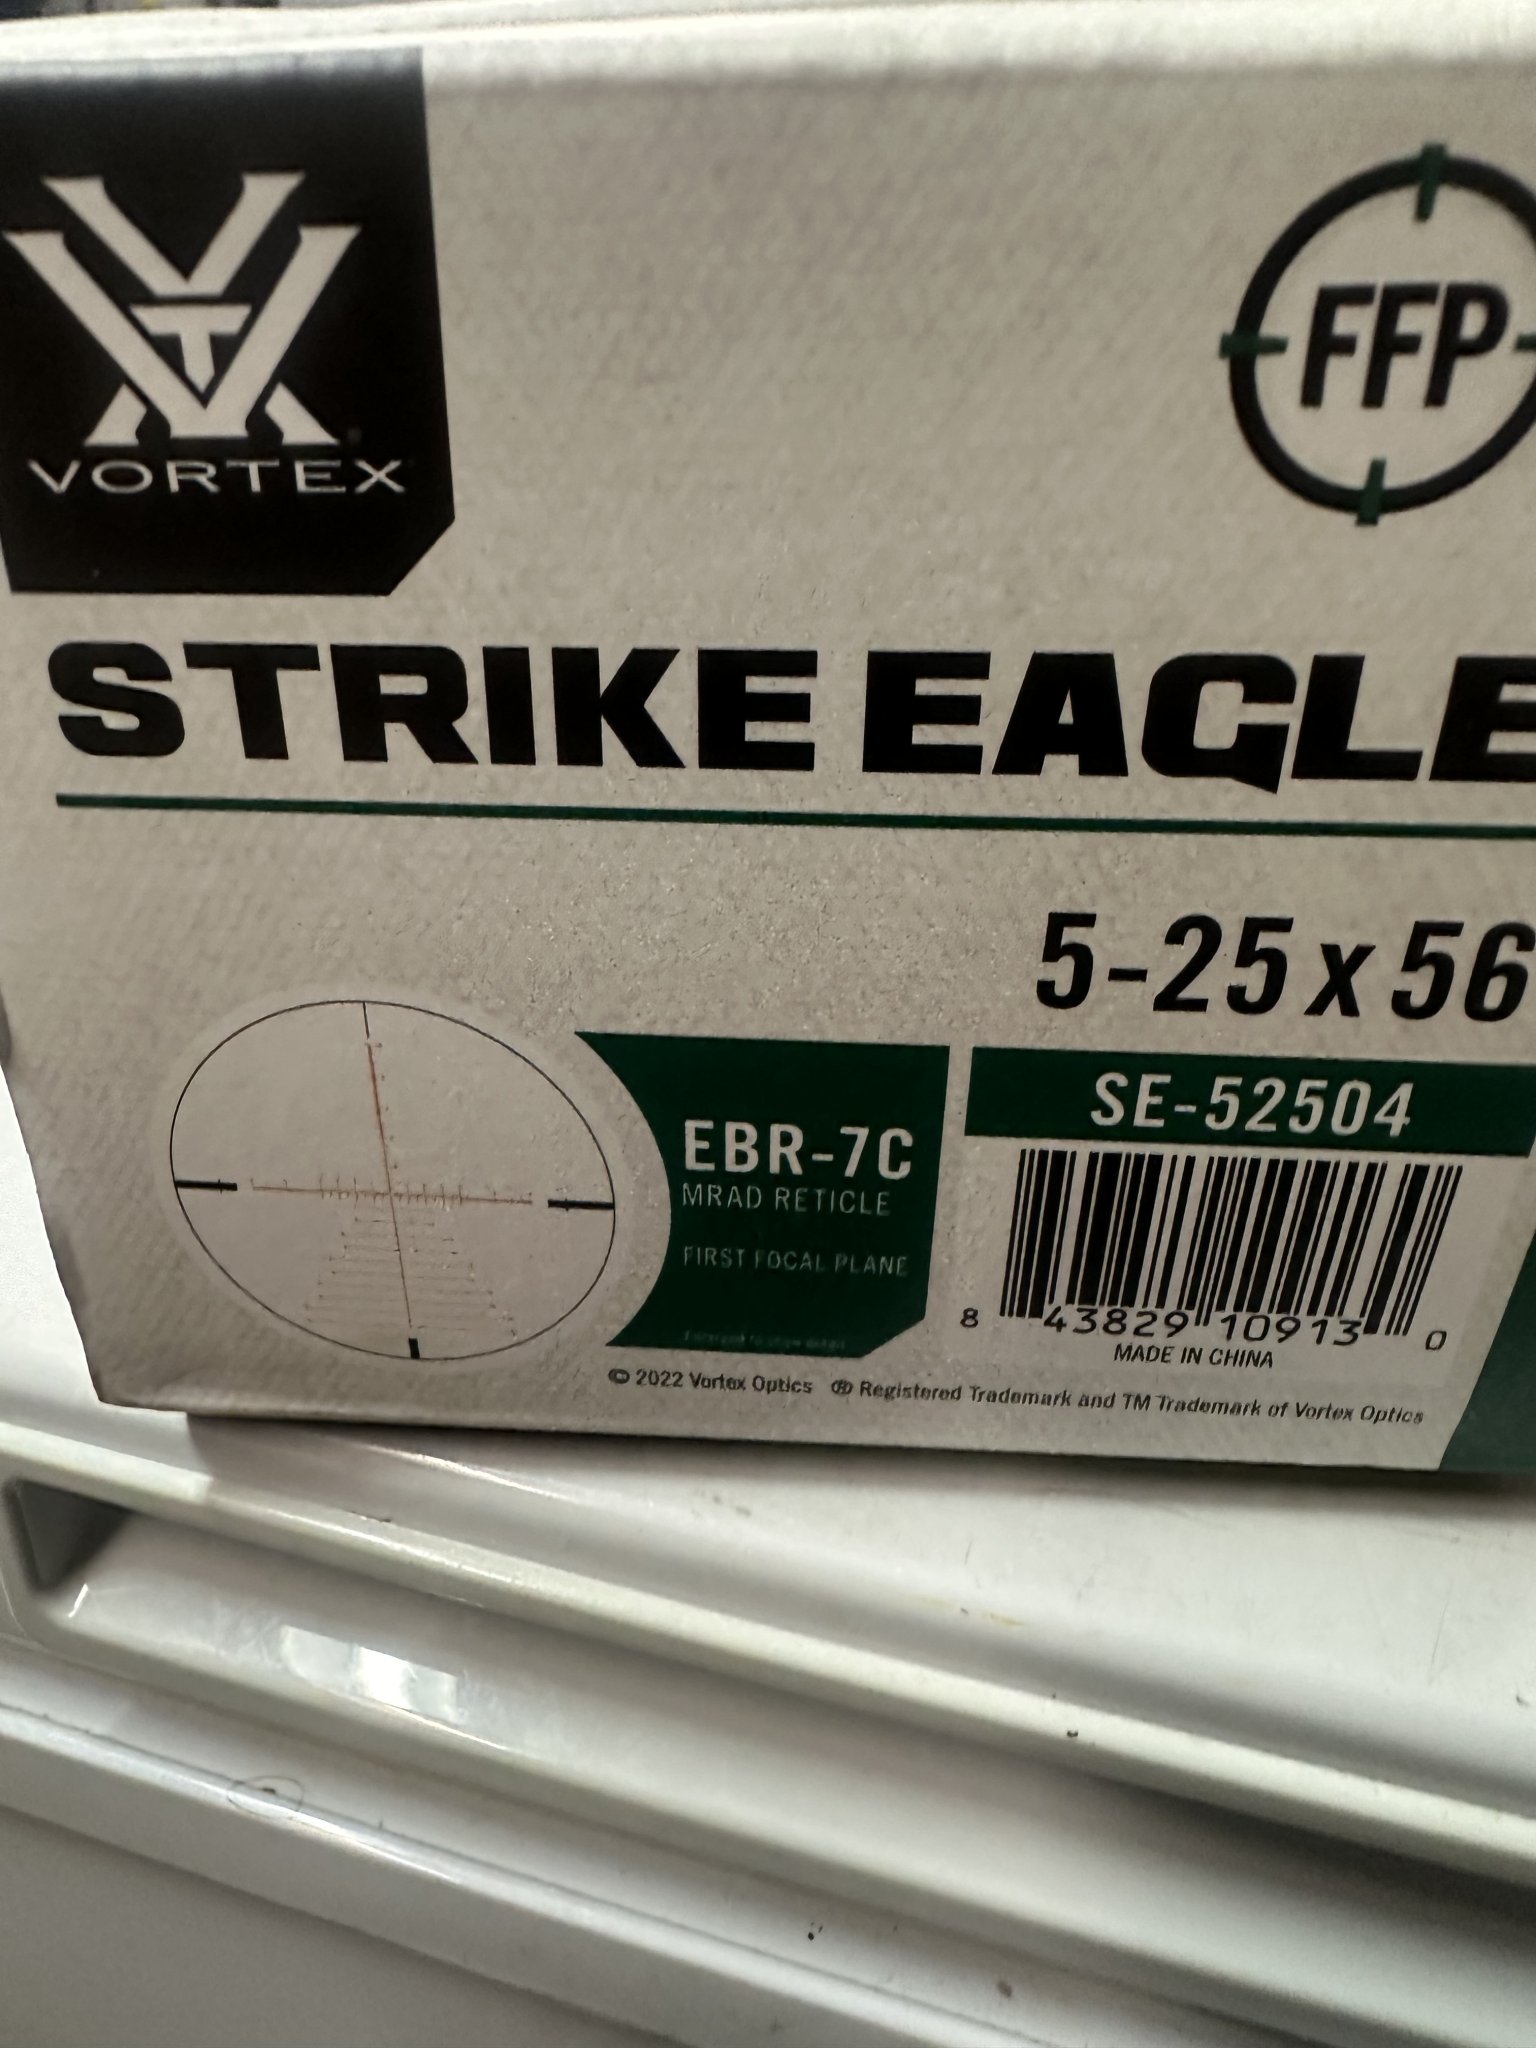 VORTEX
FFP
STRIKE EAGLE
5-25x56
SE-52504
EBR-7C
MRAD RETICLE
FIRST FOCAL PLANE
8 43829 10913 0
MADE IN CHINA
© 2022 Vortex Optics ® Registered Trademark and TM Trademark of Vortex Optics